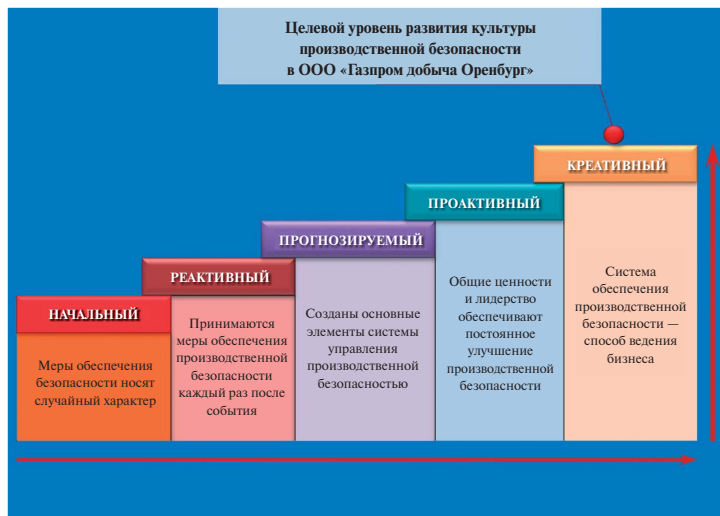 Целевой уровень развития культуры
производственной безопасности
в ООО «Газпром добыча Оренбург»
НАЧАЛЬНЫЙ
Меры обеспечения
безопасности носят
случайный характер
РЕАКТИВНЫЙ
Принимаются
меры обеспечения
производственной
безопасности
каждый раз после
события
ПРОГНОЗИРУЕМЫЙ
Созданы основные
элементы системы
управления
производственной
безопасностью
ПРОАКТИВНЫЙ
Общие ценности
и лидерство
обеспечивают
постоянное
улучшение
производственной
безопасности
КРЕАТИВНЫЙ
Система
обеспечения
производственной
безопасности —
способ ведения
бизнеса